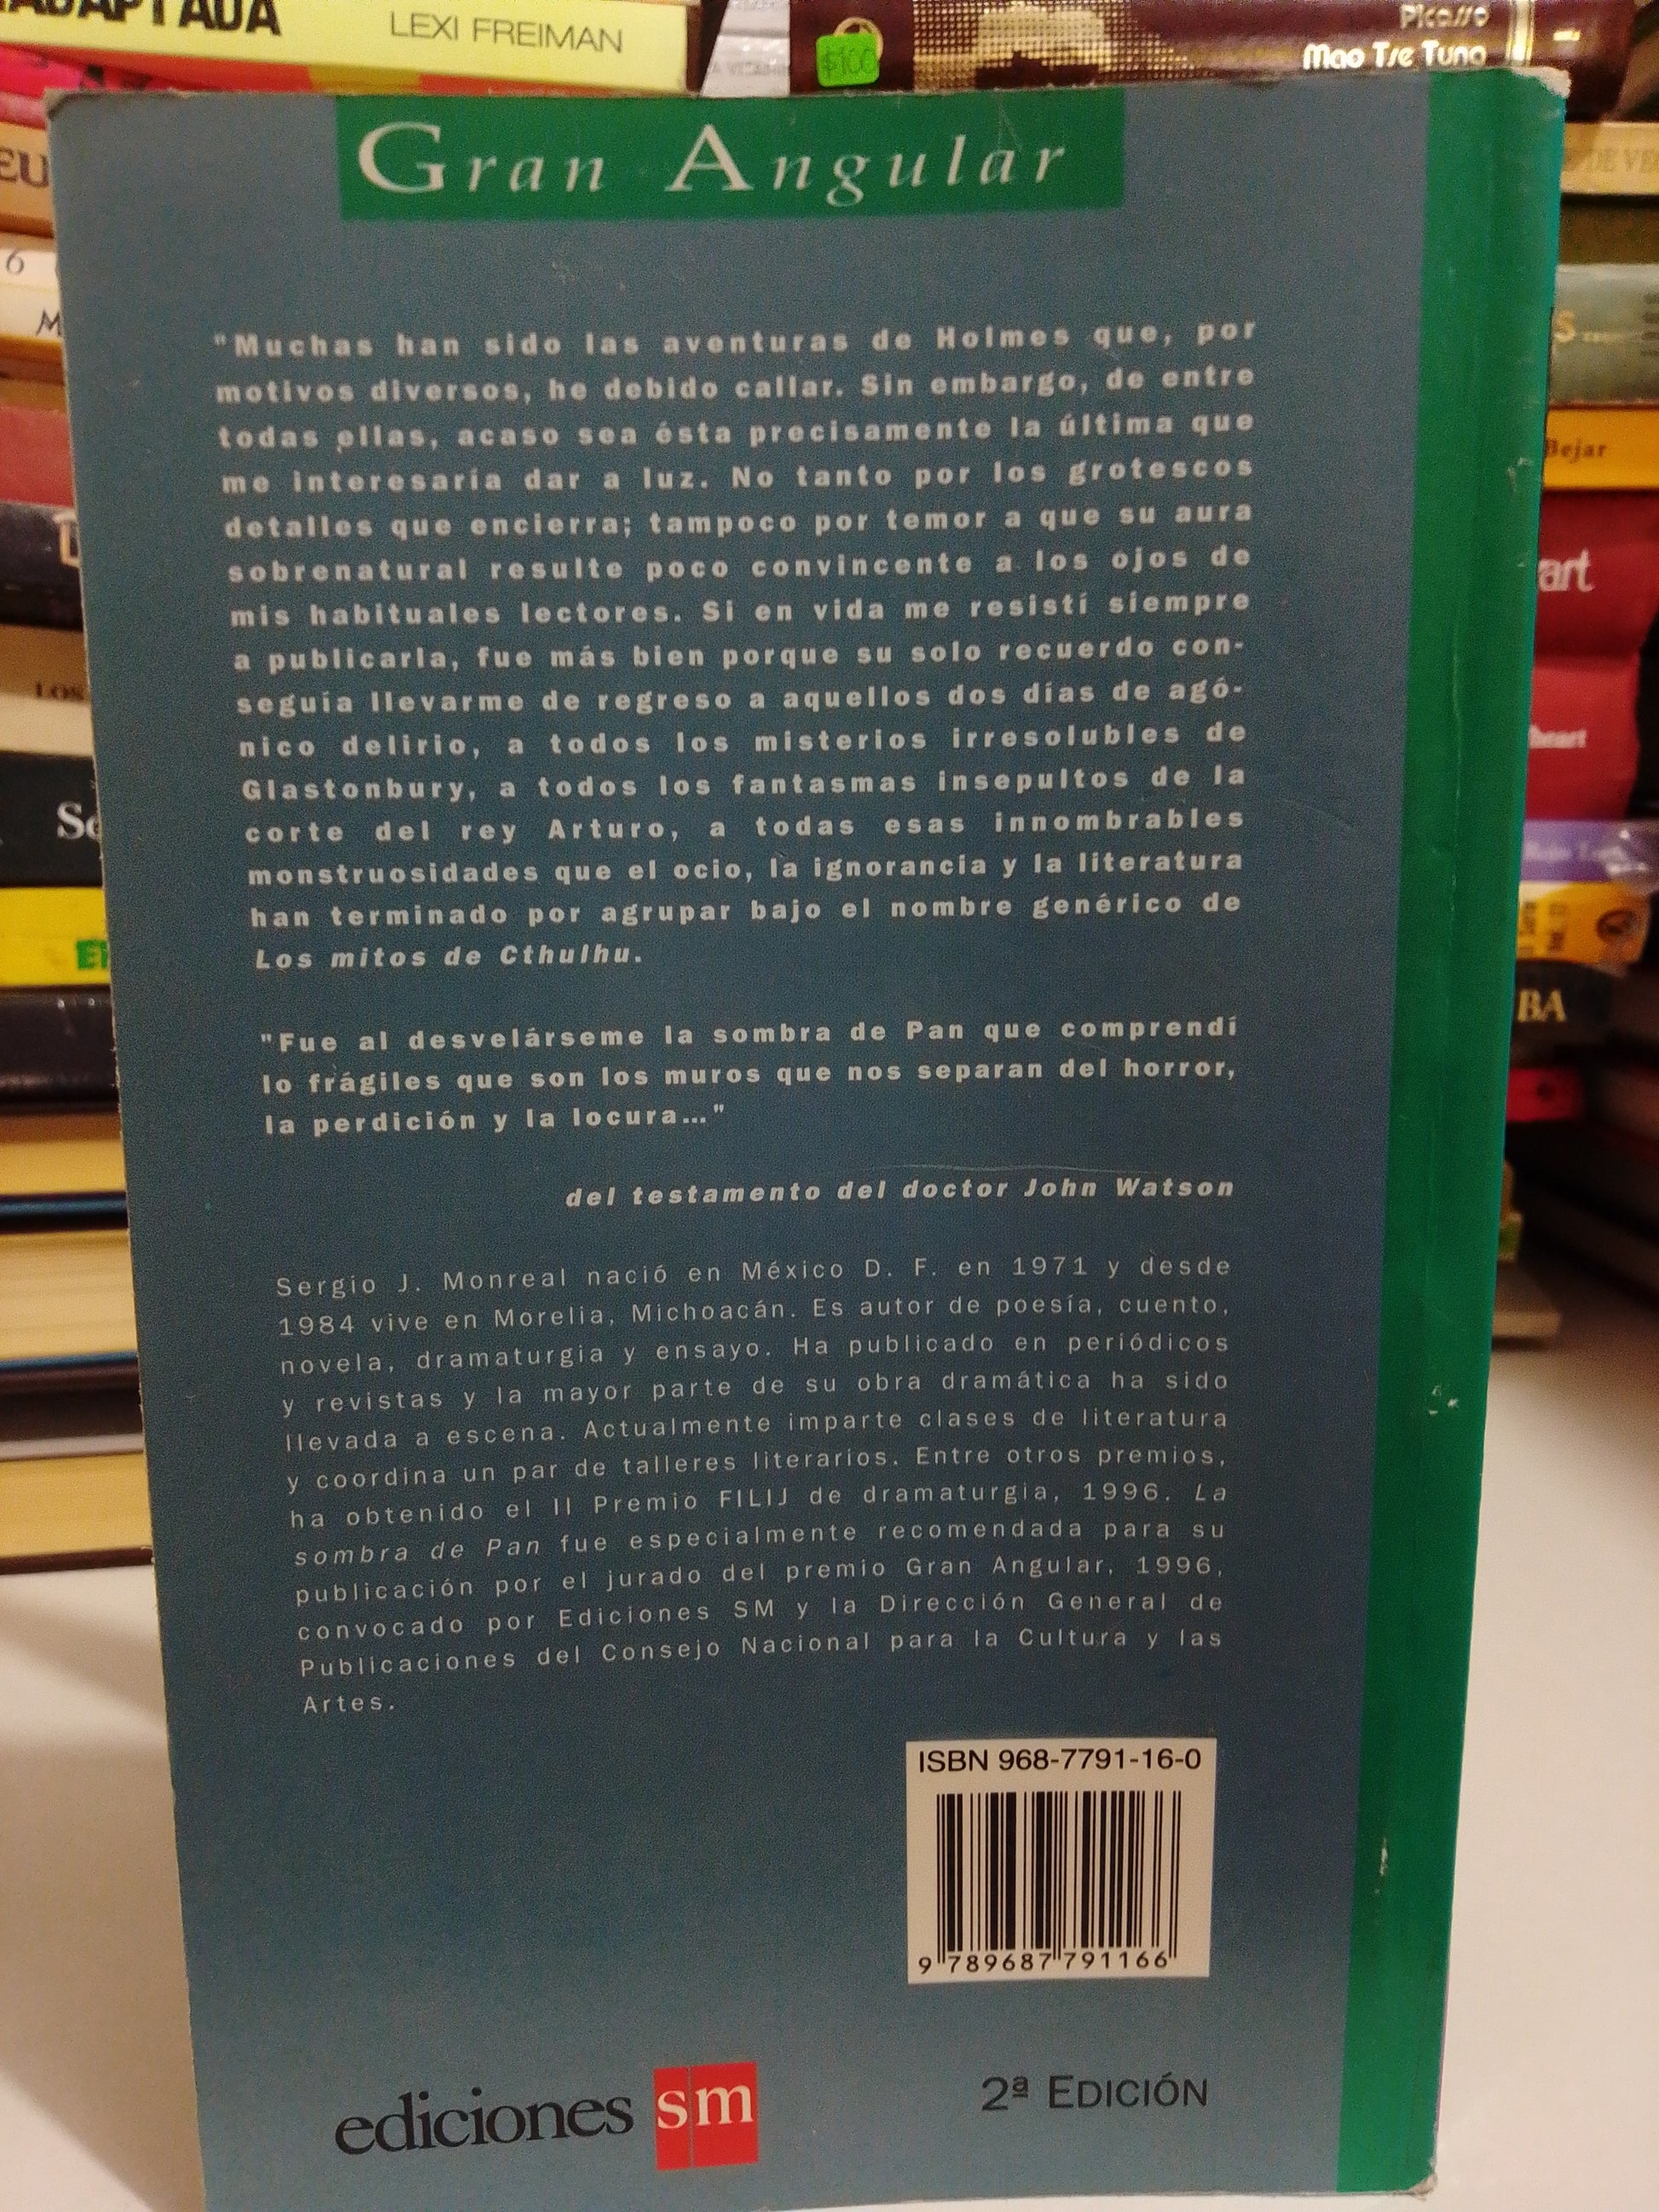 LEXI FREIMAN
$100
Picasso
Mao Tse Tung
Gran Angular
"Muchas han sido las aventuras de Holmes que, por
motivos diversos, he debido callar. Sin embargo, de entre
todas ellas, acaso sea ésta precisamente la última que
me interesaría dar a luz. No tanto por los grotescos
detalles que encierra; tampoco por temor a que su aura
sobrenatural resulte poco convincente a los ojos de
mis habituales lectores. Si en vida me resistí siempre
a publicarla, fue más bien porque su solo recuerdo con-
seguía llevarme de regreso a aquellos dos días de agó-
nico delirio, a todos los misterios irresolubles de
Glastonbury, a todos los fantasmas insepultos de la
corte del rey Arturo, a todas esas innombrables
monstruosidades que el ocio, la ignorancia y la literatura
han terminado por agrupar bajo el nombre genérico de
Los mitos de Cthulhu.
"Fue al desvelárseme la sombra de Pan que comprendí
lo frágiles que son los muros que nos separan del horror,
la perdición y la locura..."
del testamento del doctor John Watson
Sergio J. Monreal nació en México D. F. en 1971 y desde
1984 vive en Morelia, Michoacán. Es autor de poesía, cuento,
novela, dramaturgia y ensayo. Ha publicado en periódicos
y revistas y la mayor parte de su obra dramática ha sido
llevada a escena. Actualmente imparte clases de literatura
y coordina un par de talleres literarios. Entre otros premios,
ha obtenido el II Premio FILIJ de dramaturgia, 1996. La
sombra de Pan fue especialmente recomendada para su
publicación por el jurado del premio Gran Angular, 1996,
convocado por Ediciones SM y la Dirección General de
Publicaciones del Consejo Nacional para la Cultura y las
Artes.
ISBN 968-7791-16-0
9 789687 791166
ediciones sm
2ª EDICIÓN
Bejar
LOS
BA